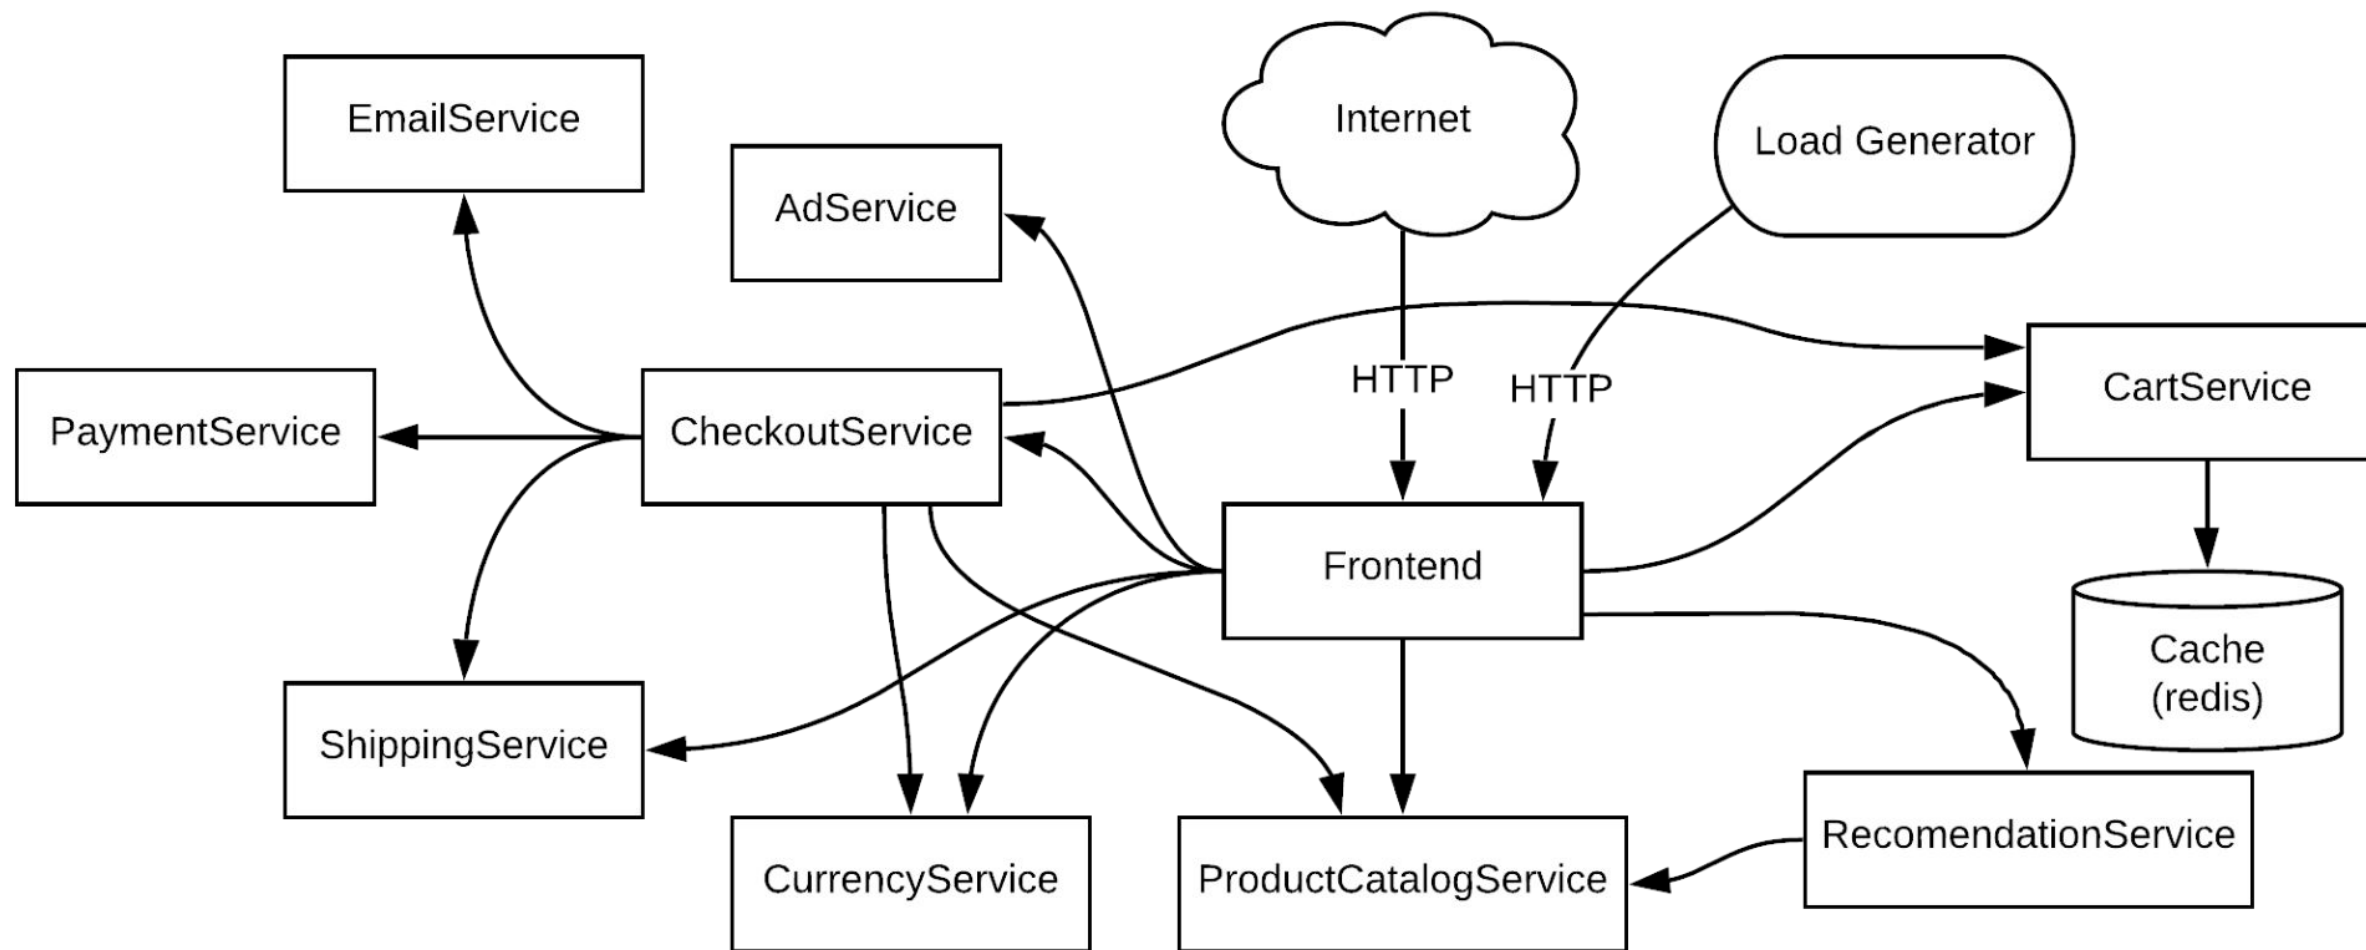 Internet
EmailService
Load Generator
AdService
HTTP
HTTP
CartService
PaymentService
CheckoutService
Frontend
Cache
(redis)
ShippingService
RecomendationService
CurrencyService
ProductCatalogService